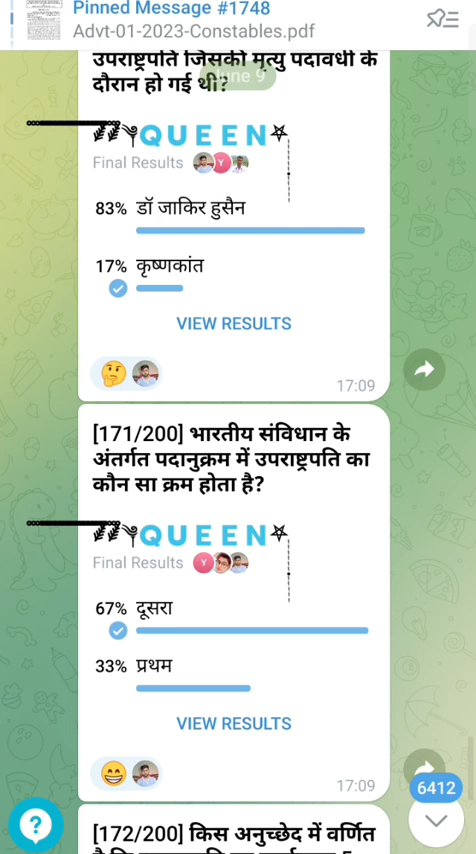 Pinned Message #1748
Advt-01-2023-Constables.pdf
उपराष्ट्रपति जिसकी मृत्यु पदावधी के
दौरान हो गई थी?
June 9
QUEEN
Final Results
Y
83% डॉ जाकिर हुसैन
17% कृष्णकांत
VIEW RESULTS
17:09
[171/200] भारतीय संविधान के
अंतर्गत पदानुक्रम में उपराष्ट्रपति का
कौन सा क्रम होता है?
QUEEN
Final Results
Y
67% दूसरा
33% प्रथम
VIEW RESULTS
17:09
6412
?
[172/200] किस अनुच्छेद में वर्णित